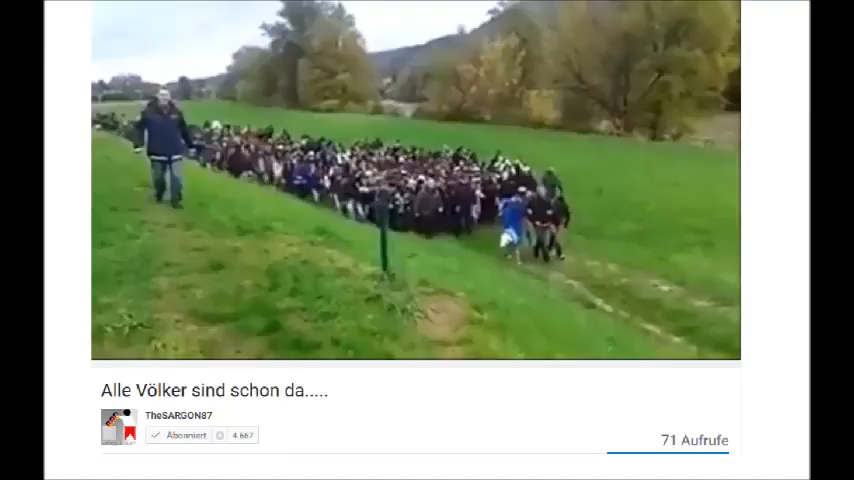 Alle Völker sind schon da.....
TheSARGON87
Abonniert 4.667
71 Aufrufe